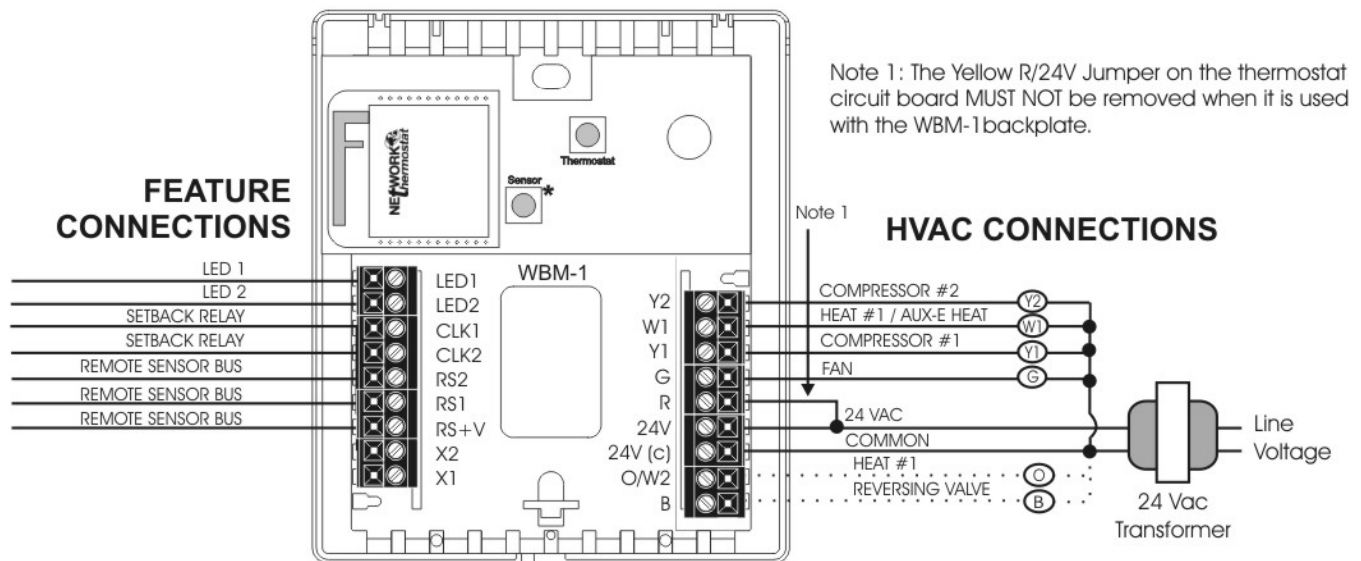 Note 1: The Yellow R/24V Jumper on the thermostat
circuit board MUST NOT be removed when it is used
with the WBM-1backplate.
NETWORK
thermostat
Thermostat
Sensor
*
FEATURE
CONNECTIONS
Note 1
HVAC CONNECTIONS
WBM-1
LED 1
LED 2
SETBACK RELAY
SETBACK RELAY
REMOTE SENSOR BUS
REMOTE SENSOR BUS
REMOTE SENSOR BUS
LED1
LED2
CLK1
CLK2
RS2
RS1
RS+V
X2
X1
Y2
W1
Y1
G
R
24V
24V (c)
O/W2
B
COMPRESSOR #2
Y2
HEAT #1 / AUX-E HEAT
W1
COMPRESSOR #1
Y1
FAN
G
24 VAC
COMMON
HEAT #1
O
REVERSING VALVE
B
Line
Voltage
24 Vac
Transformer